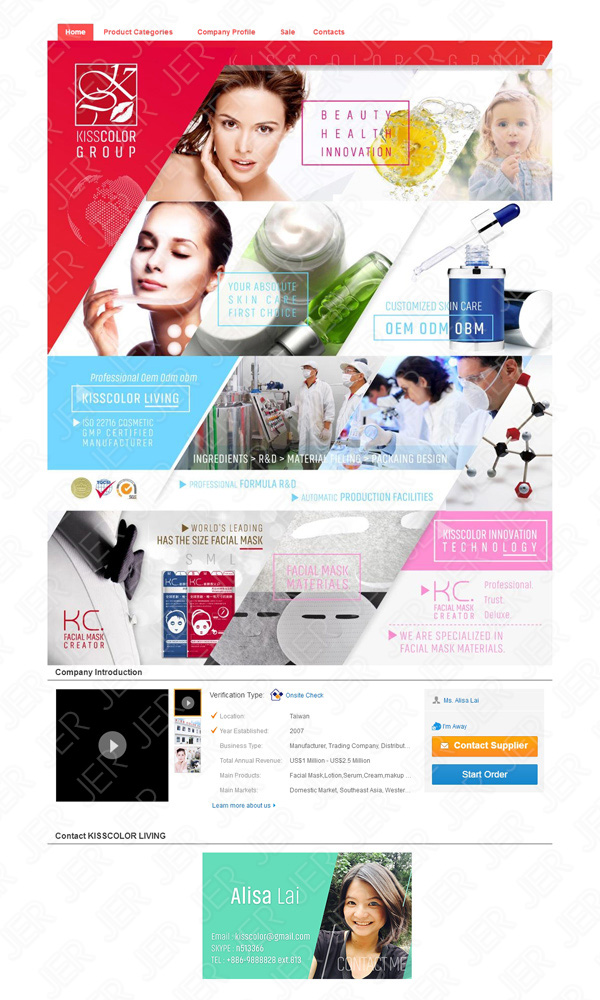 Home Product Categories Company Profile Sale Contacts
KISSCOLOR GROUP
KISSCOLOR
GROUP
BEAUTY
HEALTH
INNOVATION
YOUR ABSOLUTE
SKIN CARE
FIRST CHOICE
CUSTOMIZED SKIN CARE
OEM ODM OBM
Professional Oem Odm obm
KISSCOLOR LIVING
ISO 22716 COSMETIC
GMP CERTIFIED
MANUFACTURER
INGREDIENTS > R&D > MATERIAL FILLING > PACKAING DESIGN
PROFESSIONAL FORMULA R&D
AUTOMATIC PRODUCTION FACILITIES
WORLD'S LEADING
HAS THE SIZE FACIAL MASK
S M L
KC.
FACIAL MASK
CREATOR
KC.
KC.
FACIAL MASK
MATERIALS
KISSCOLOR INNOVATION
TECHNOLOGY
KC.
FACIAL MASK
CREATOR
Professional.
Trust.
Deluxe.
WE ARE SPECIALIZED IN
FACIAL MASK MATERIALS.
Company Introduction
Verification Type: Onsite Check
Location: Taiwan
Year Established: 2007
Business Type: Manufacturer, Trading Company, Distribut...
Total Annual Revenue: US$1 Million - US$2.5 Million
Main Products: Facial Mask,Lotion,Serum,Cream,makup ...
Main Markets: Domestic Market, Southeast Asia, Wester...
Learn more about us
Ms. Alisa Lai
I'm Away
Contact Supplier
Start Order
Contact KISSCOLOR LIVING
Alisa Lai
Email : kisscolori@gmail.com
SKYPE : n513366
TEL : +886-9888828 ext 813
CONTACT ME
JER